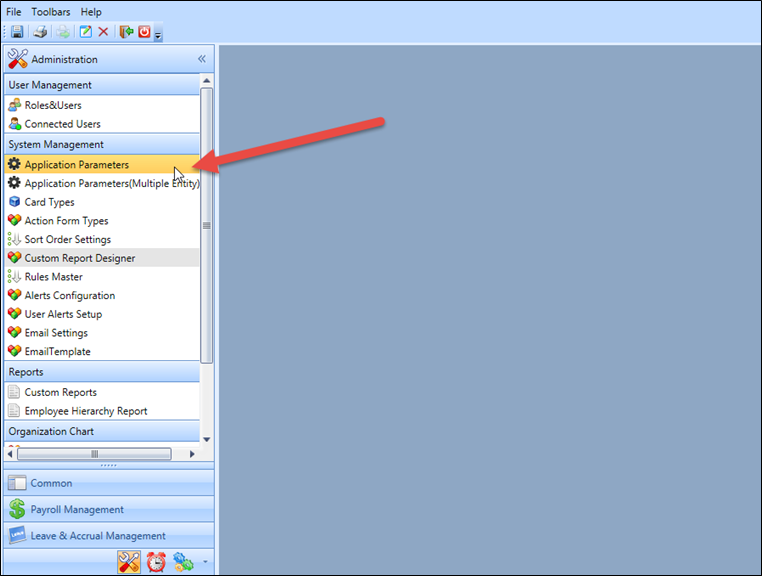 File Toolbars Help
Administration
User Management
Roles&Users
Connected Users
System Management
Application Parameters
Application Parameters(Multiple Entity)
Card Types
Action Form Types
Sort Order Settings
Custom Report Designer
Rules Master
Alerts Configuration
User Alerts Setup
Email Settings
EmailTemplate
Reports
Custom Reports
Employee Hierarchy Report
Organization Chart
Common
Payroll Management
Leave & Accrual Management